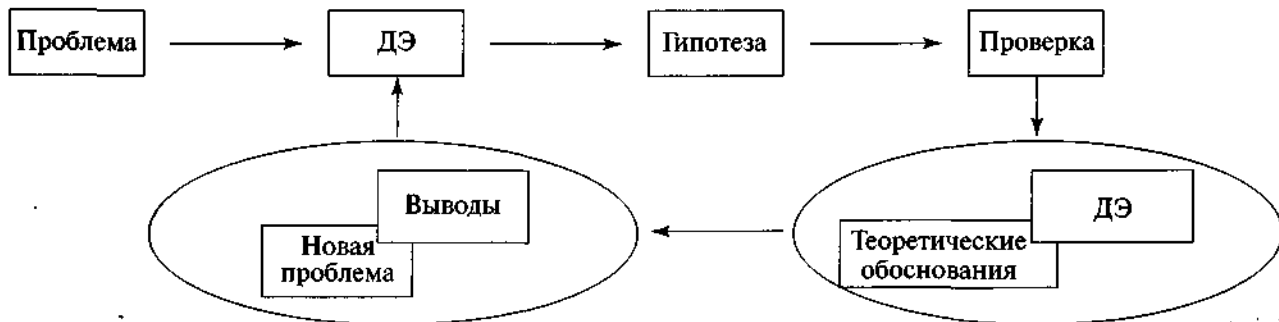 Проблема
ДЭ
Гипотеза
Проверка
Выводы
Новая
проблема
ДЭ
Теоретические
обоснования